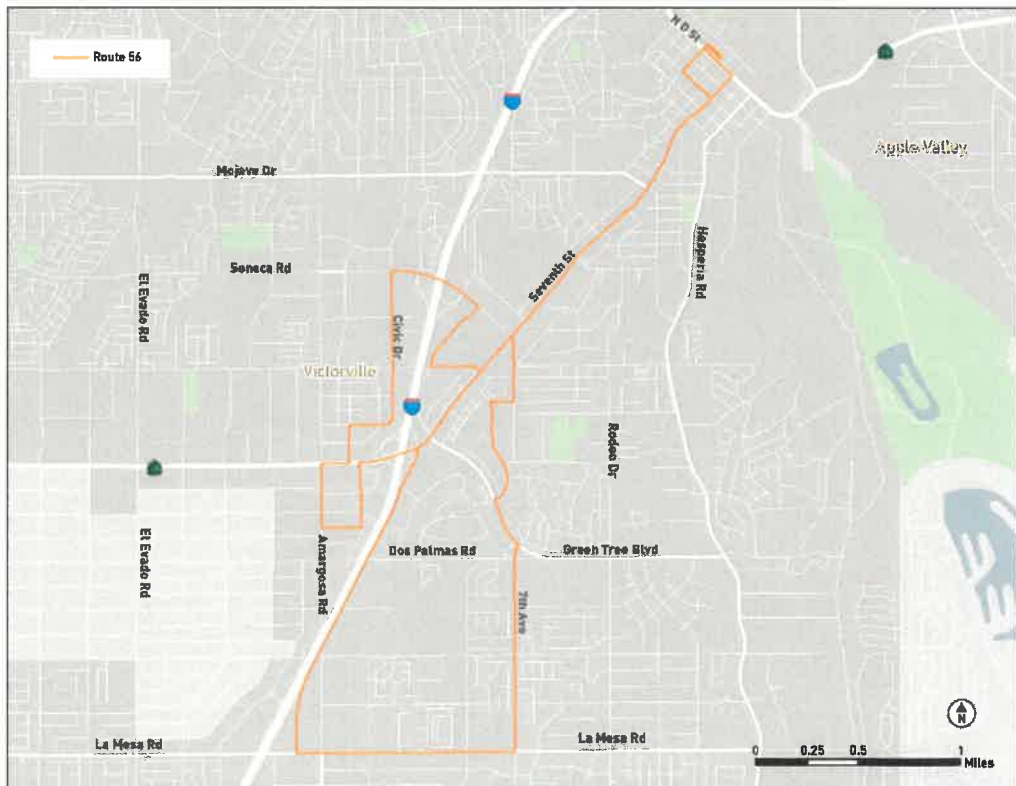 Route 56
N D St
Apple Valley
Mojave Dr
Hesperia Rd
Seneca Rd
El Evado Rd
Seventh St
Civic Dr
Victorville
Rodeo Dr
El Evado Rd
Amargosa Rd
Dos Palmas Rd
Green Tree Blvd
7th Ave
N
La Mesa Rd
La Mesa Rd
0 0.25 0.5 1
Miles